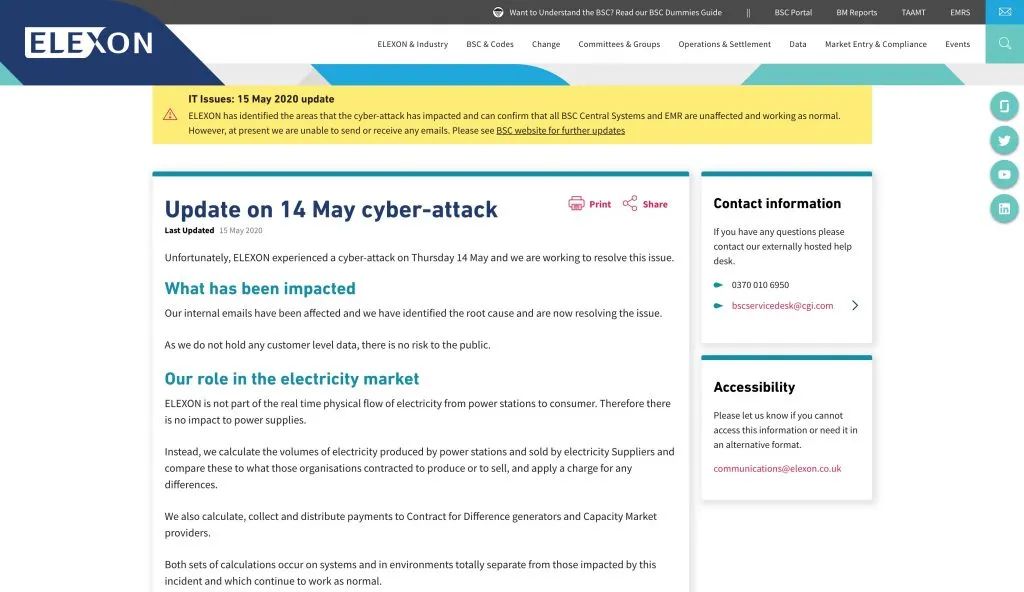 Want to Understand the BSC? Read our BSC Dummies Guide || BSC Portal BM Reports TAAMT EMRS
ELEXON
ELEXON & Industry BSC & Codes Change Committees & Groups Operations & Settlement Data Market Entry & Compliance Events
IT Issues: 15 May 2020 update
ELEXON has identified the areas that the cyber-attack has impacted and can confirm that all BSC Central Systems and EMR are unaffected and working as normal.
However, at present we are unable to send or receive any emails. Please see BSC website for further updates
Update on 14 May cyber-attack
Print Share
Last Updated 15 May 2020
Unfortunately, ELEXON experienced a cyber-attack on Thursday 14 May and we are working to resolve this issue.
What has been impacted
Our internal emails have been affected and we have identified the root cause and are now resolving the issue.
As we do not hold any customer level data, there is no risk to the public.
Our role in the electricity market
ELEXON is not part of the real time physical flow of electricity from power stations to consumer. Therefore there
is no impact to power supplies.
Instead, we calculate the volumes of electricity produced by power stations and sold by electricity Suppliers and
compare these to what those organisations contracted to produce or to sell, and apply a charge for any
differences.
We also calculate, collect and distribute payments to Contract for Difference generators and Capacity Market
providers.
Both sets of calculations occur on systems and in environments totally separate from those impacted by this
incident and which continue to work as normal.
Contact information
If you have any questions please
contact our externally hosted help
desk.
0370 010 6950
bscservicedesk@cgi.com
Accessibility
Please let us know if you cannot
access this information or need it in
an alternative format.
communications@elexon.co.uk